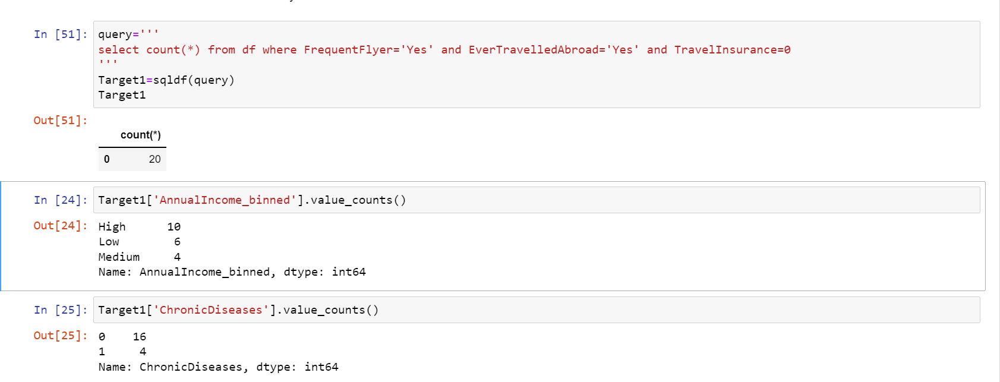 In [51]: query='''
select count(*) from df where FrequentFlyer='Yes' and EverTravelledAbroad='Yes' and TravelInsurance=0
'''
Target1=sqldf(query)
Target1
Out[51]:
count(*)
0 20
In [24]: Target1['AnnualIncome_binned'].value_counts()
Out[24]: High 10
Low 6
Medium 4
Name: AnnualIncome_binned, dtype: int64
In [25]: Target1['ChronicDiseases'].value_counts()
Out[25]: 0 16
1 4
Name: ChronicDiseases, dtype: int64